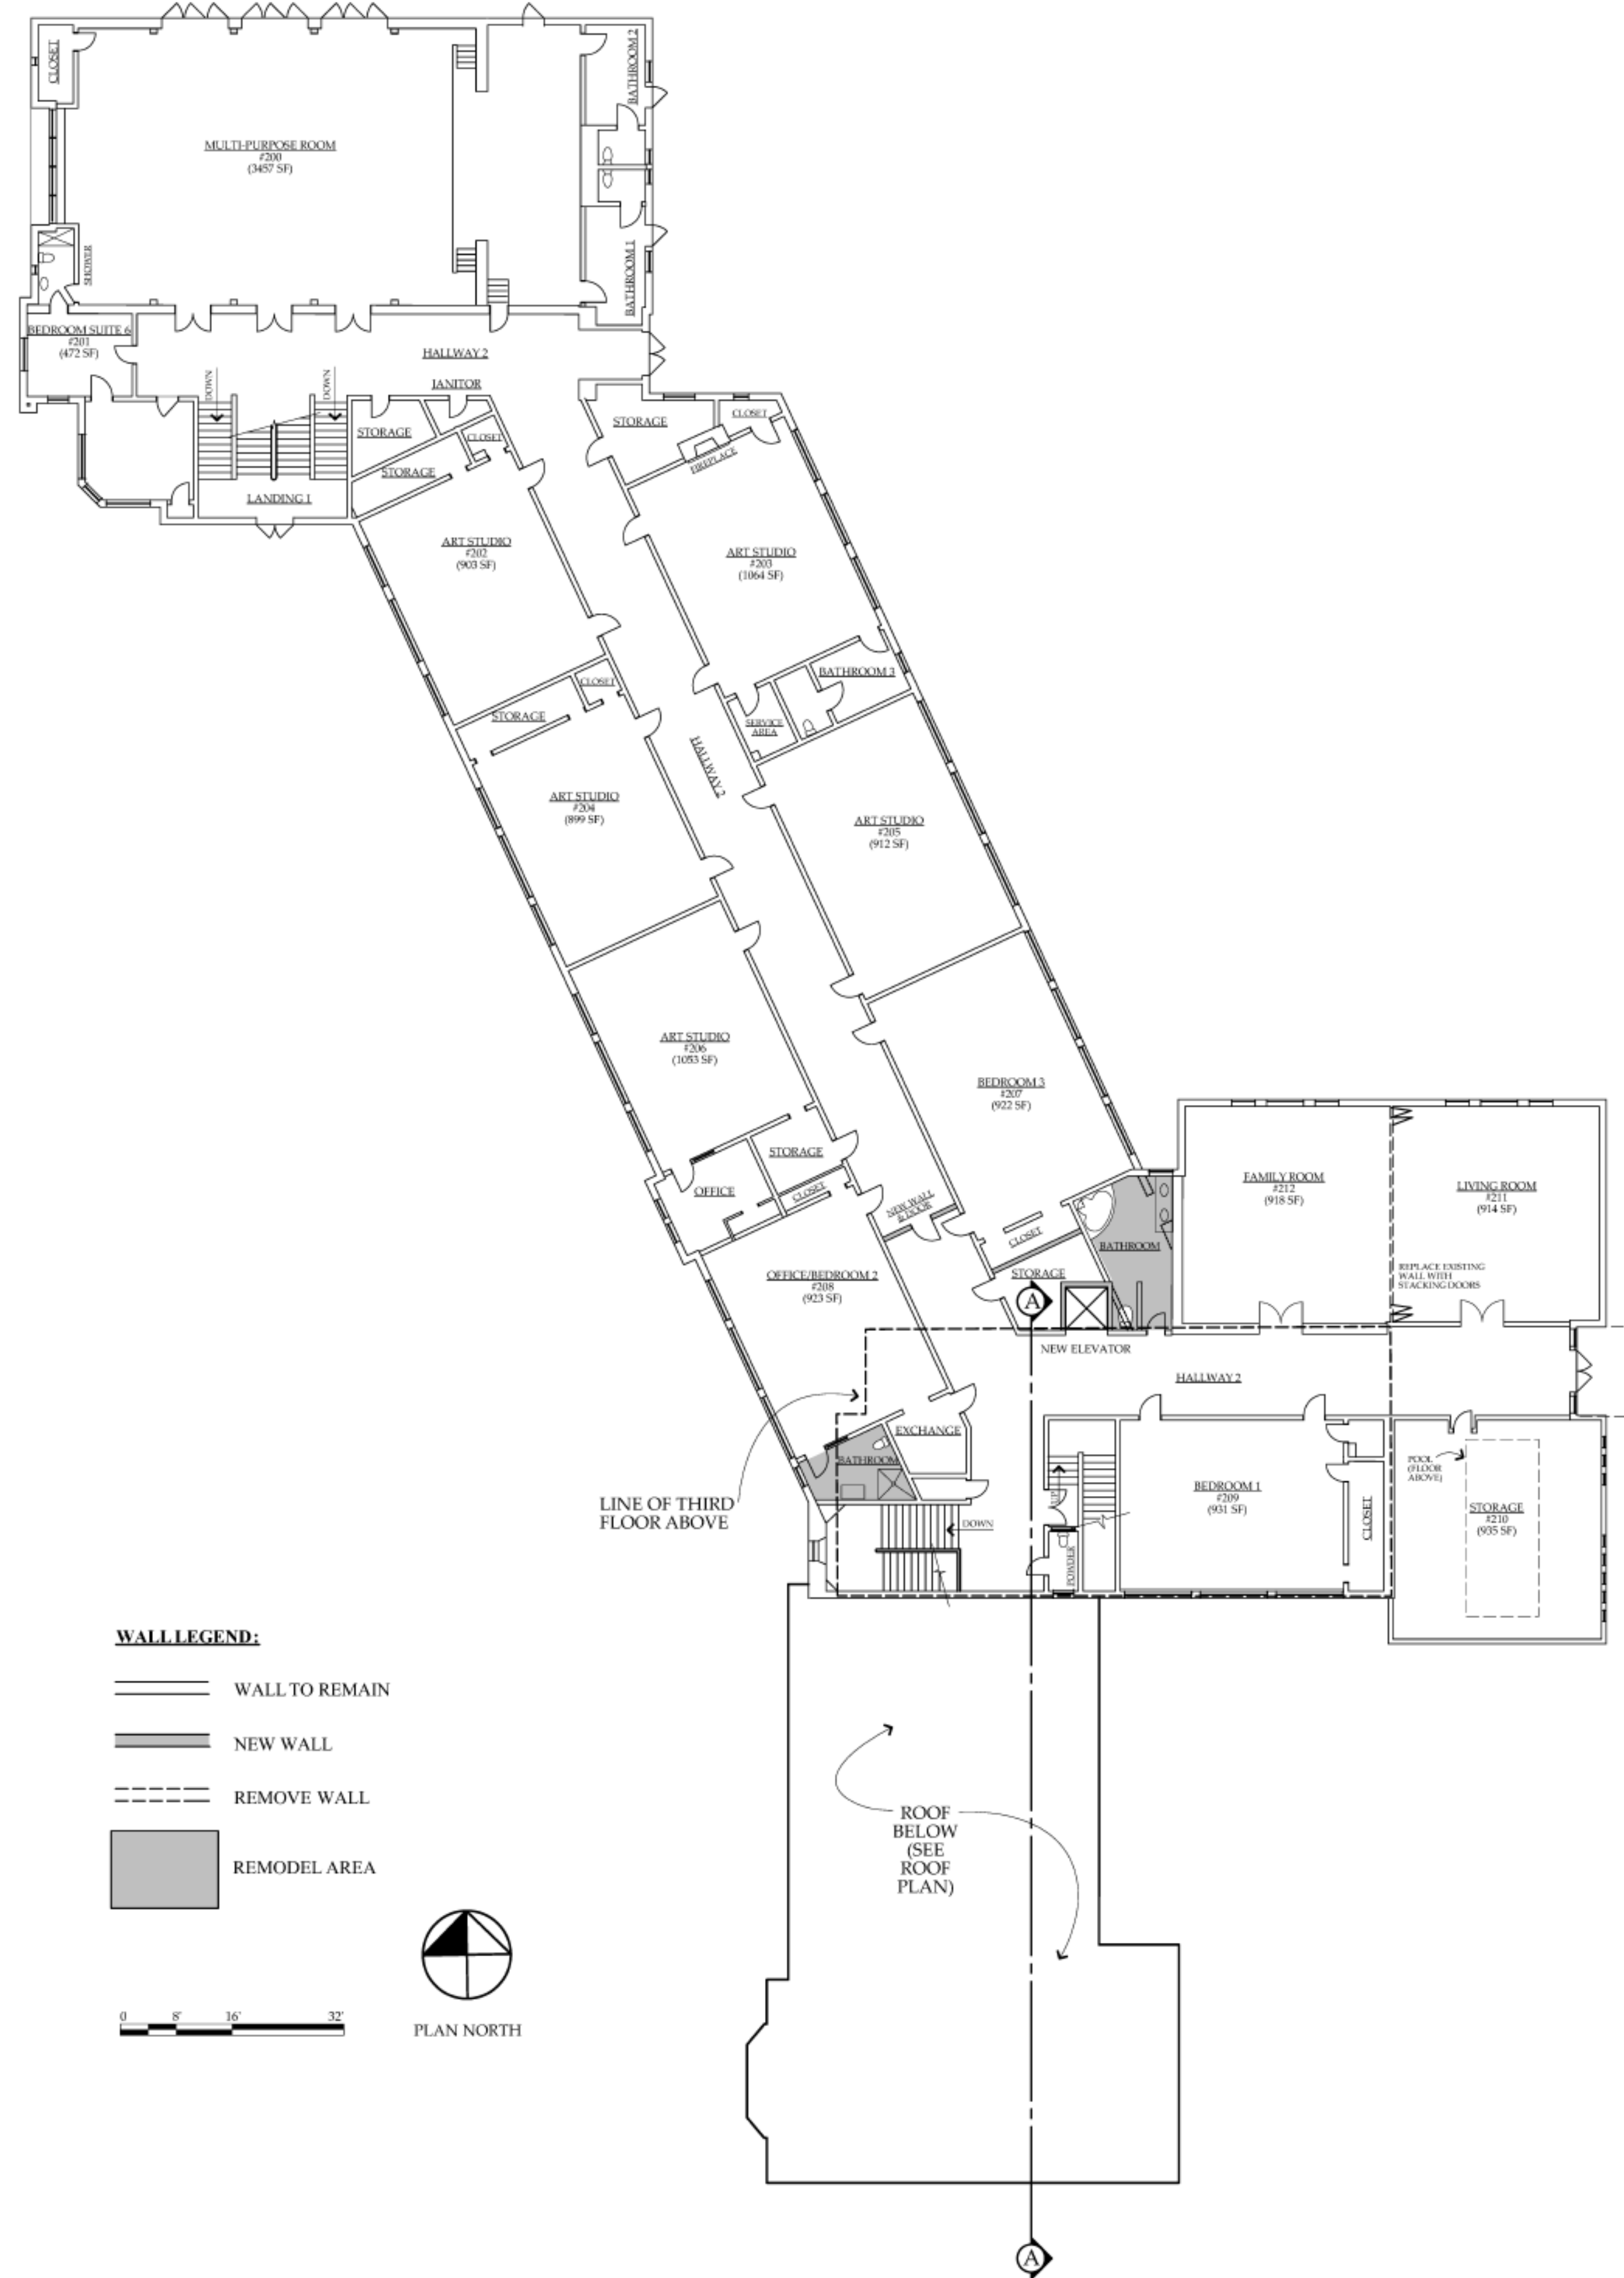 CLOSET
BATHROOM 2
MULTI-PURPOSE ROOM
#200
(3457 SF)
SHOWER
BATHROOM 1
BEDROOM SUITE 6
#201
(472 SF)
HALLWAY 2
DOWN
DOWN
JANITOR
STORAGE
CLOSET
STORAGE
LANDING 1
STORAGE
CLOSET
FIREPLACE
ART STUDIO
#202
(903 SF)
ART STUDIO
#203
(1064 SF)
CLOSET
STORAGE
BATHROOM 3
SERVICE
AREA
HALLWAY 2
ART STUDIO
#204
(899 SF)
ART STUDIO
#205
(912 SF)
ART STUDIO
#206
(1053 SF)
BEDROOM 3
#207
(922 SF)
STORAGE
OFFICE
CLOSET
NEW WALL
& DOOR
CLOSET
BATHROOM
FAMILY ROOM
#212
(918 SF)
LIVING ROOM
#211
(914 SF)
REPLACE EXISTING
WALL WITH
STACKING DOORS
OFFICE/BEDROOM 2
#208
(923 SF)
STORAGE
A
NEW ELEVATOR
HALLWAY 2
EXCHANGE
BATHROOM
LINE OF THIRD
FLOOR ABOVE
DOWN
UP
POWDER
BEDROOM 1
#209
(931 SF)
CLOSET
POOL
(FLOOR
ABOVE)
STORAGE
#210
(935 SF)
WALL LEGEND:
WALL TO REMAIN
NEW WALL
REMOVE WALL
REMODEL AREA
ROOF
BELOW
(SEE
ROOF
PLAN)
0 8' 16' 32'
PLAN NORTH
A